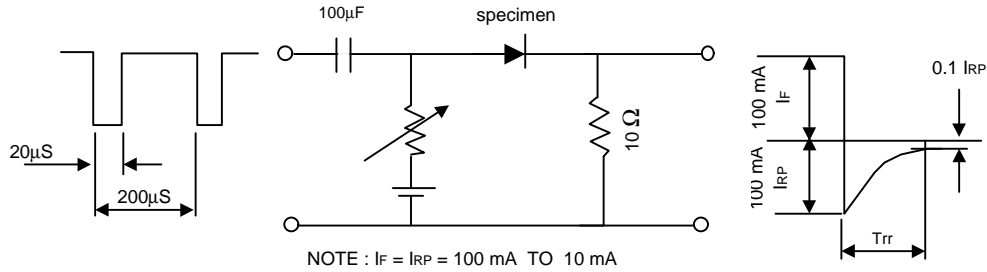 100μF
specimen
20μS
200μS
10 Ω
100 mA
IF
100 mA
IRP
0.1 IRP
Trr
NOTE : IF = IRP = 100 mA TO 10 mA